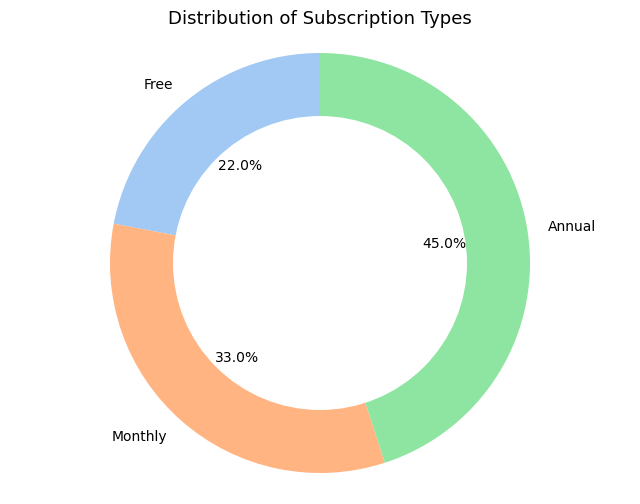 Distribution of Subscription Types
Free
22.0%
Annual
45.0%
33.0%
Monthly